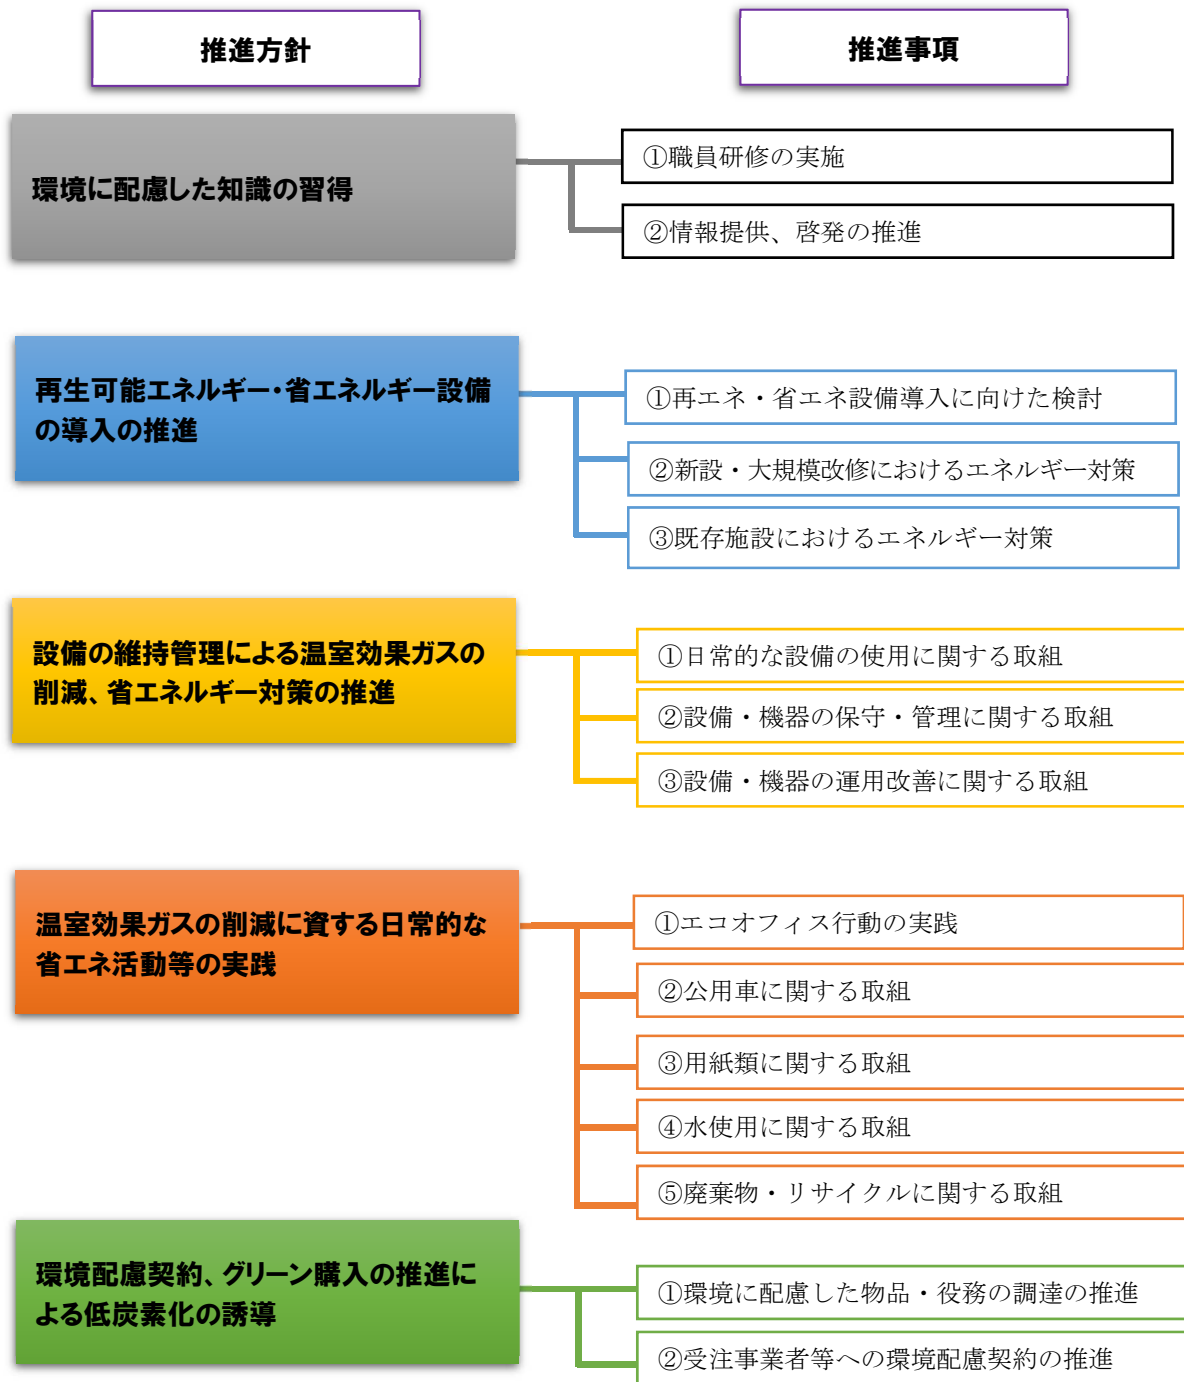 推進方針
推進事項
環境に配慮した知識の習得
①職員研修の実施
②情報提供、啓発の推進
再生可能エネルギー・省エネルギー設備
の導入の推進
①再エネ・省エネ設備導入に向けた検討
②新設・大規模改修におけるエネルギー対策
③既存施設におけるエネルギー対策
設備の維持管理による温室効果ガスの
削減、省エネルギー対策の推進
①日常的な設備の使用に関する取組
②設備・機器の保守・管理に関する取組
③設備・機器の運用改善に関する取組
温室効果ガスの削減に資する日常的な
省エネ活動等の実践
①エコオフィス行動の実践
②公用車に関する取組
③用紙類に関する取組
④水使用に関する取組
⑤廃棄物・リサイクルに関する取組
環境配慮契約、グリーン購入の推進に
よる低炭素化の誘導
①環境に配慮した物品・役務の調達の推進
②受注事業者等への環境配慮契約の推進